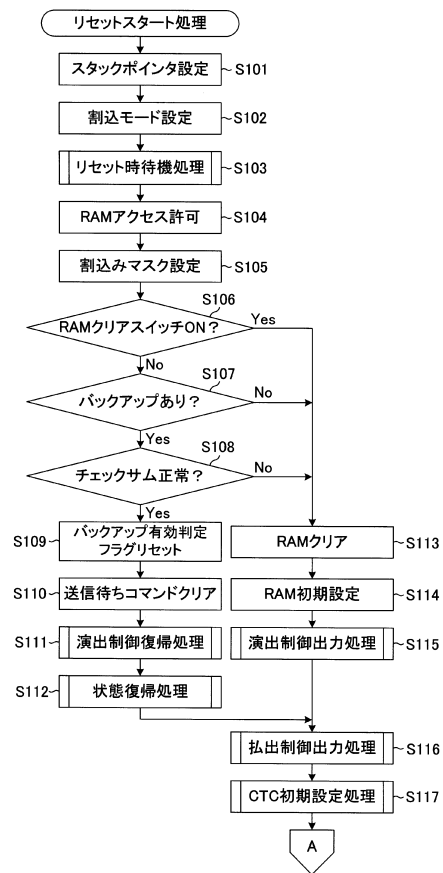 リセットスタート処理
スタックポインタ設定 S101
割込モード設定 S102
リセット時待機処理 S103
RAMアクセス許可 S104
割込みマスク設定 S105
S106
RAMクリアスイッチON？ Yes
No
S107
バックアップあり？ No
Yes
S108
チェックサム正常？ No
Yes
S109 バックアップ有効判定
フラグリセット
RAMクリア S113
S110 送信待ちコマンドクリア
RAM初期設定 S114
S111 演出制御復帰処理
演出制御出力処理 S115
S112 状態復帰処理
払出制御出力処理 S116
CTC初期設定処理 S117
A